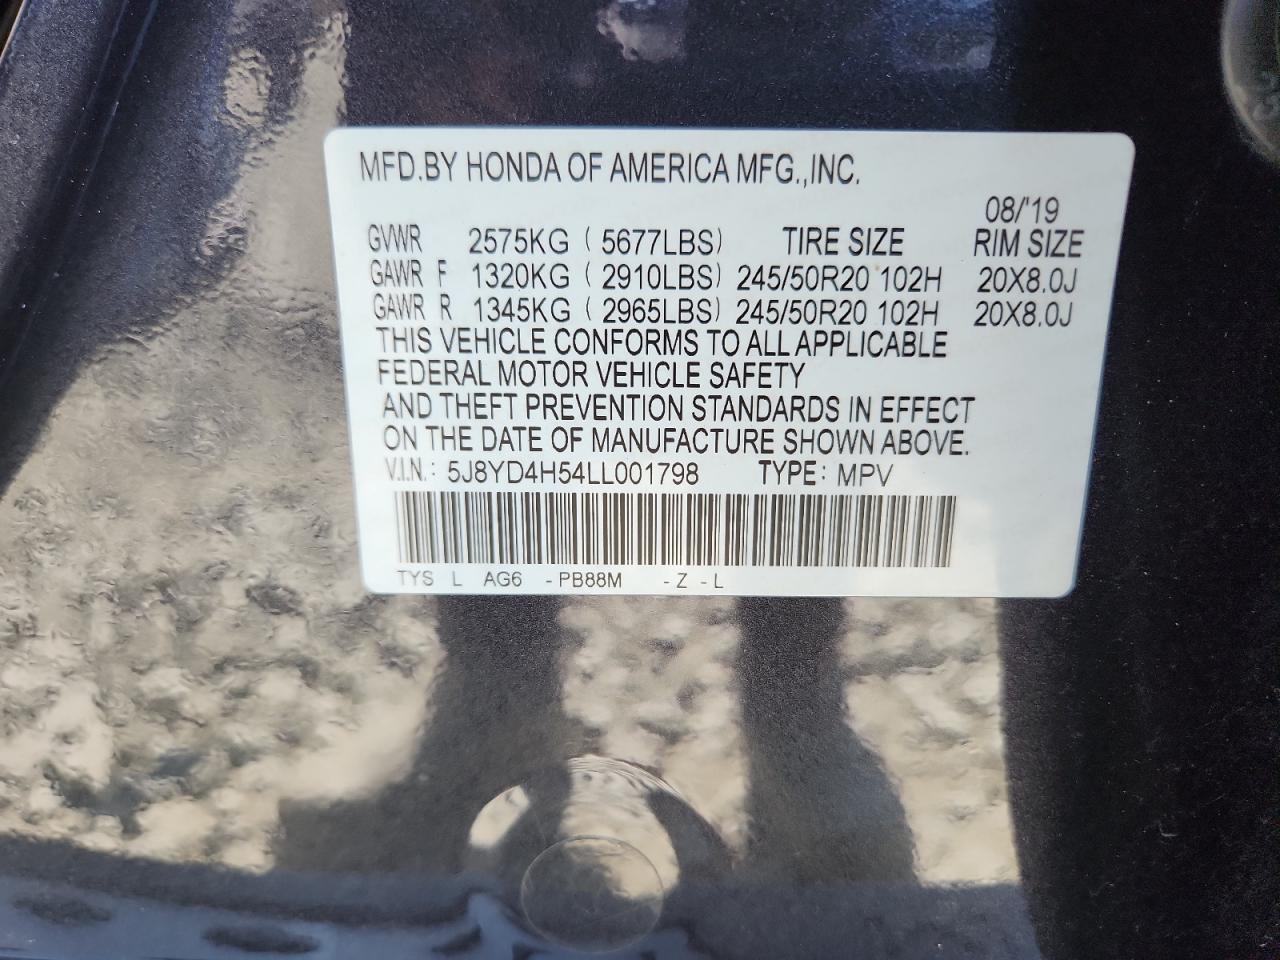 MFD.BY HONDA OF AMERICA MFG.,INC.
08/'19
GVWR 2575KG ( 5677LBS) TIRE SIZE RIM SIZE
GAWR F 1320KG ( 2910LBS) 245/50R20 102H 20X8.0J
GAWR R 1345KG ( 2965LBS) 245/50R20 102H 20X8.0J
THIS VEHICLE CONFORMS TO ALL APPLICABLE
FEDERAL MOTOR VEHICLE SAFETY
AND THEFT PREVENTION STANDARDS IN EFFECT
ON THE DATE OF MANUFACTURE SHOWN ABOVE.
V.I.N.: 5J8YD4H54LL001798 TYPE: MPV
TYS L AG6 -PB88M -Z -L